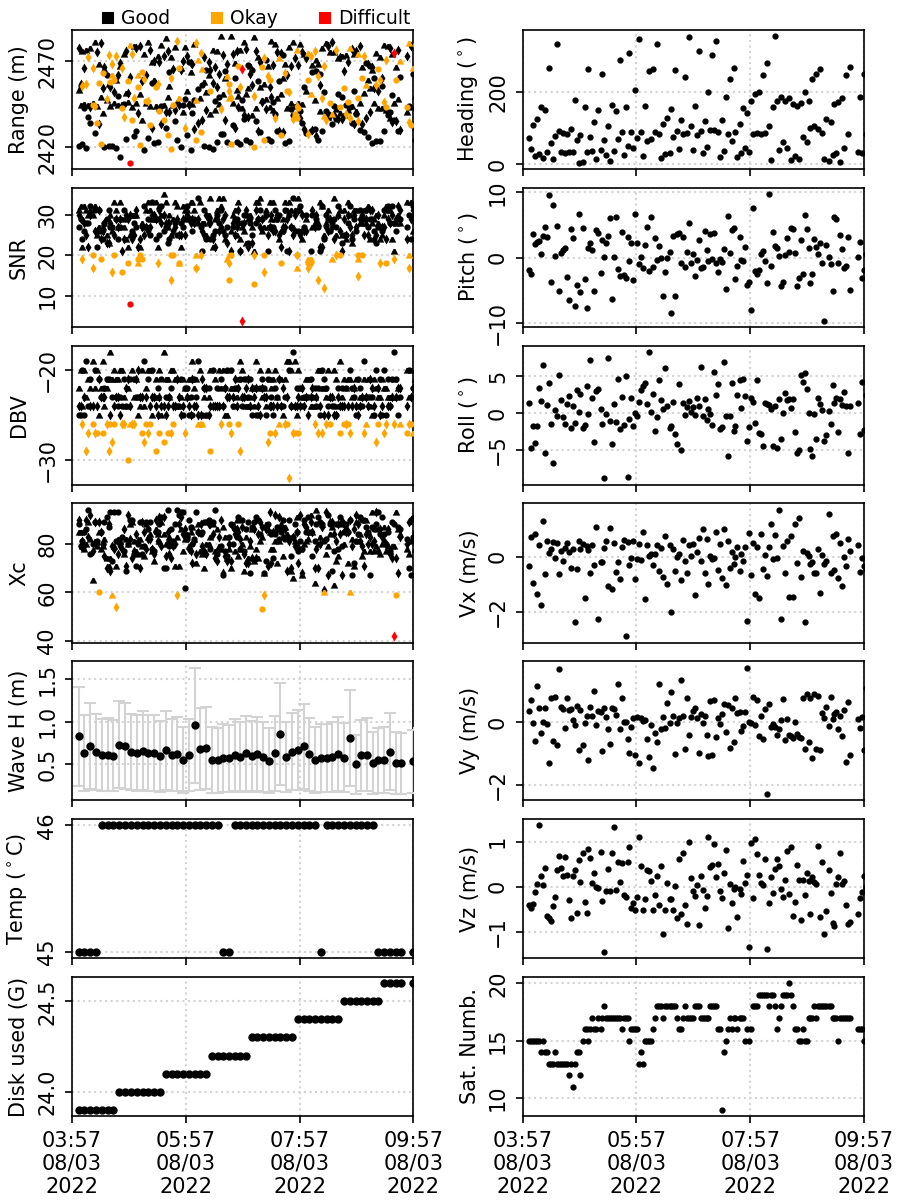 Good Okay Difficult
Range (m)
2470
2420
Heading (°)
200
0
SNR
30
20
10
Pitch (°)
10
0
−10
DBV
−20
−30
Roll (°)
5
0
−5
Xc
80
60
40
Vx (m/s)
0
−2
Wave H (m)
1.5
1.0
0.5
Vy (m/s)
0
−2
Temp (°C)
46
45
Vz (m/s)
1
0
−1
Disk used (G)
24.5
24.0
Sat. Numb.
20
15
10
03:57 05:57 07:57 09:57 03:57 05:57 07:57 09:57
08/03 08/03 08/03 08/03 08/03 08/03 08/03 08/03
2022 2022 2022 2022 2022 2022 2022 2022